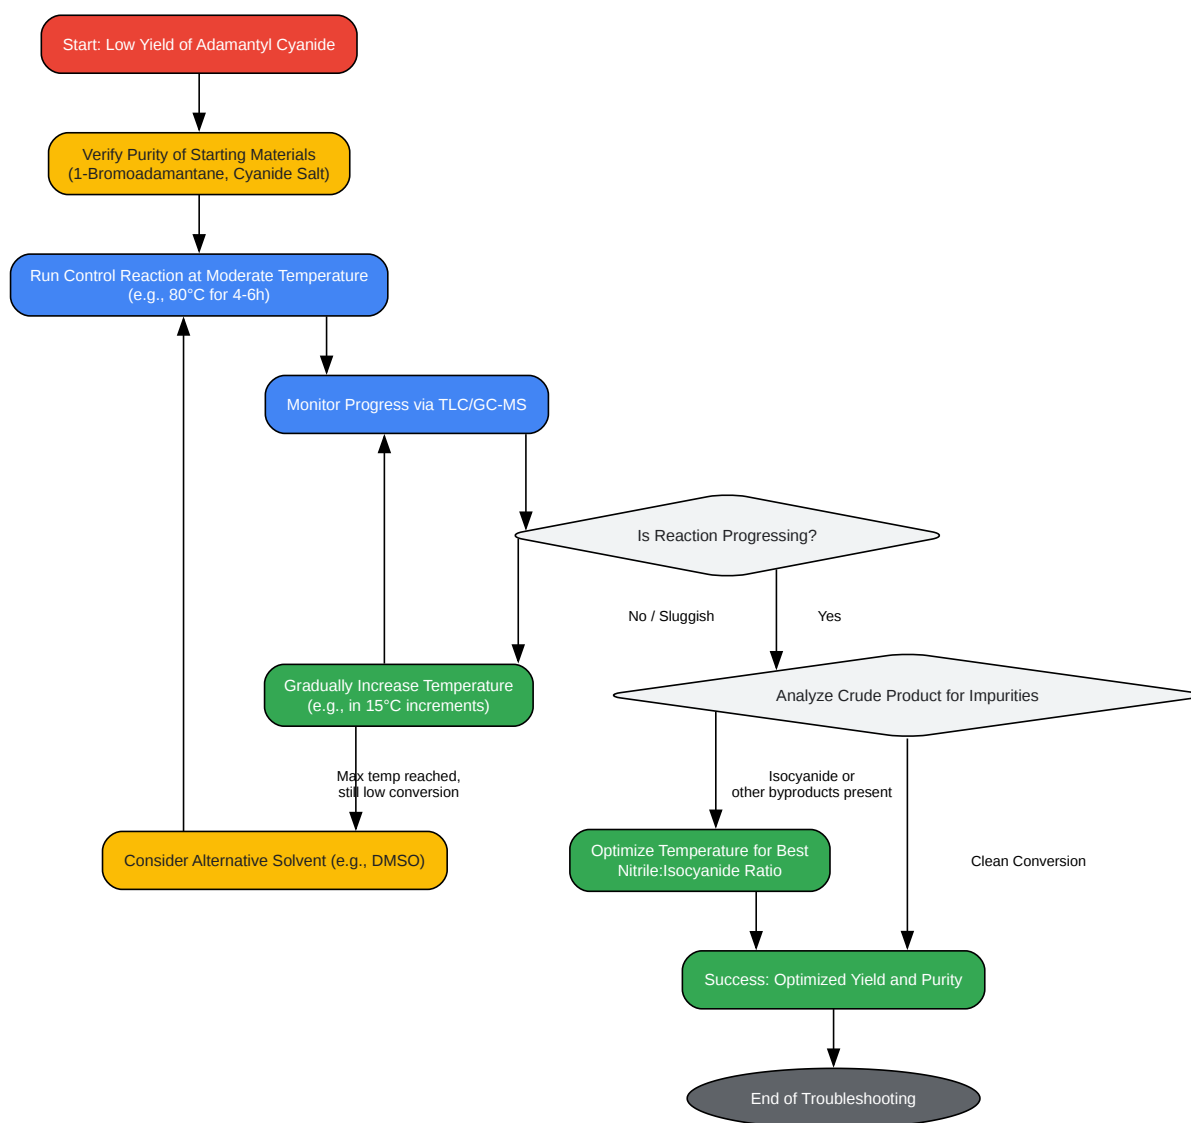 Start: Low Yield of Adamantyl Cyanide
Verify Purity of Starting Materials
(1-Bromoadamantane, Cyanide Salt)
Run Control Reaction at Moderate Temperature
(e.g., 80°C for 4-6h)
Monitor Progress via TLC/GC-MS
Is Reaction Progressing?
No / Sluggish
Yes
Gradually Increase Temperature
(e.g., in 15°C increments)
Analyze Crude Product for Impurities
Max temp reached,
still low conversion
Isocyanide or
other byproducts present
Consider Alternative Solvent (e.g., DMSO)
Optimize Temperature for Best
Nitrile:Isocyanide Ratio
Clean Conversion
Success: Optimized Yield and Purity
End of Troubleshooting